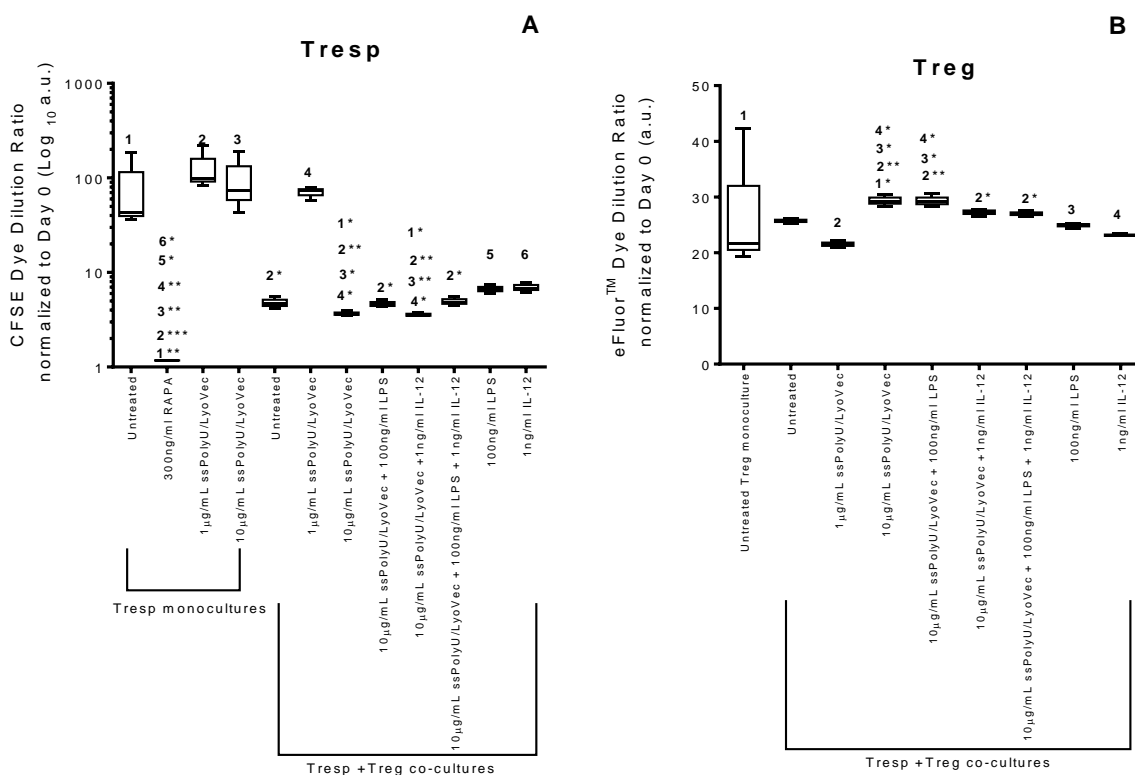 A
Tresp
CFSE Dye Dilution Ratio
normalized to Day 0 (Log 10 a.u.)
1000
100
10
1
1
6*
5*
4**
3**
2***
1**
2
3
2*
4
1*
2**
3*
4*
2*
1*
2**
3**
4*
2*
5
6
Untreated
300ng/ml RAPA
1µg/mL ssPolyU/LyoVec
10µg/mL ssPolyU/LyoVec
Untreated
1µg/mL ssPolyU/LyoVec
10µg/mL ssPolyU/LyoVec
10µg/mL ssPolyU/LyoVec + 100ng/ml LPS
10µg/mL ssPolyU/LyoVec +1ng/ml IL-12
10µg/mL ssPolyU/LyoVec + 100ng/ml LPS + 1ng/ml IL-12
100ng/ml LPS
1ng/ml IL-12
Tresp monocultures
Tresp +Treg co-cultures
B
Treg
eFluor™ Dye Dilution Ratio
normalized to Day 0 (a.u.)
50
40
30
20
10
0
1
2
4*
3*
2**
1*
4*
3*
2**
2*
2*
3
4
Untreated Treg monoculture
Untreated
1µg/mL ssPolyU/LyoVec
10µg/mL ssPolyU/LyoVec
10µg/mL ssPolyU/LyoVec + 100ng/ml LPS
10µg/mL ssPolyU/LyoVec + 1ng/ml IL-12
10µg/mL ssPolyU/LyoVec + 100ng/ml LPS + 1ng/ml IL-12
100ng/ml LPS
1ng/ml IL-12
Tresp +Treg co-cultures